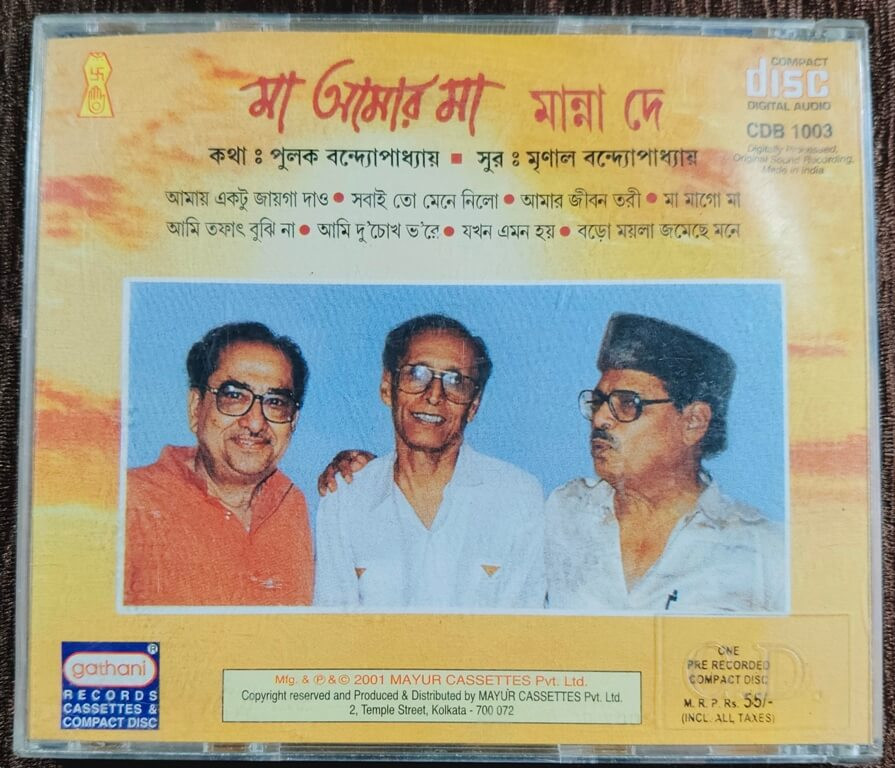 মা আমার মা মান্না দে
COMPACT
disc
DIGITAL AUDIO
CDB 1003
Digitally Processed,
Original Sound Recording,
Made in India
কথা : পুলক বন্দ্যোপাধ্যায় ■ সুর : মৃণাল বন্দ্যোপাধ্যায়
আমায় একটু জায়গা দাও ● সবাই তো মেনে নিলো ● আমার জীবন তরী ● মা মাগো মা
আমি তফাৎ বুঝি না ● আমি দু'চোখ ভ'রে ● যখন এমন হয় ● বড়ো ময়লা জমেছে মনে
gathani ®
RECORDS
CASSETTES &
COMPACT DISC
Mfg. & ℗ & © 2001 MAYUR CASSETTES Pvt. Ltd.
Copyright reserved and Produced & Distributed by MAYUR CASSETTES Pvt. Ltd.
2, Temple Street, Kolkata - 700 072
C.D.
ONE
PRE RECORDED
COMPACT DISC
M. R. P. Rs. 55/-
(INCL. ALL TAXES)